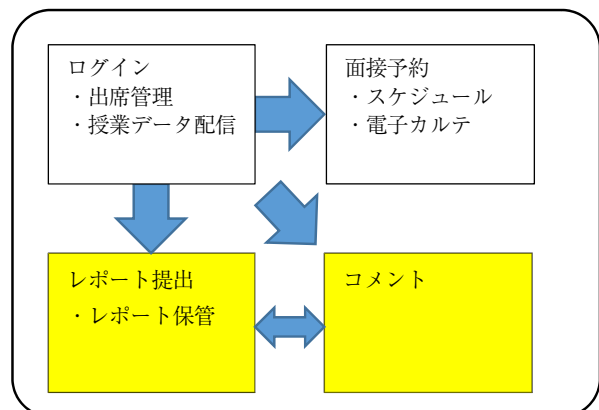 ログイン
・出席管理
・授業データ配信
面接予約
・スケジュール
・電子カルテ
レポート提出
・レポート保管
コメント